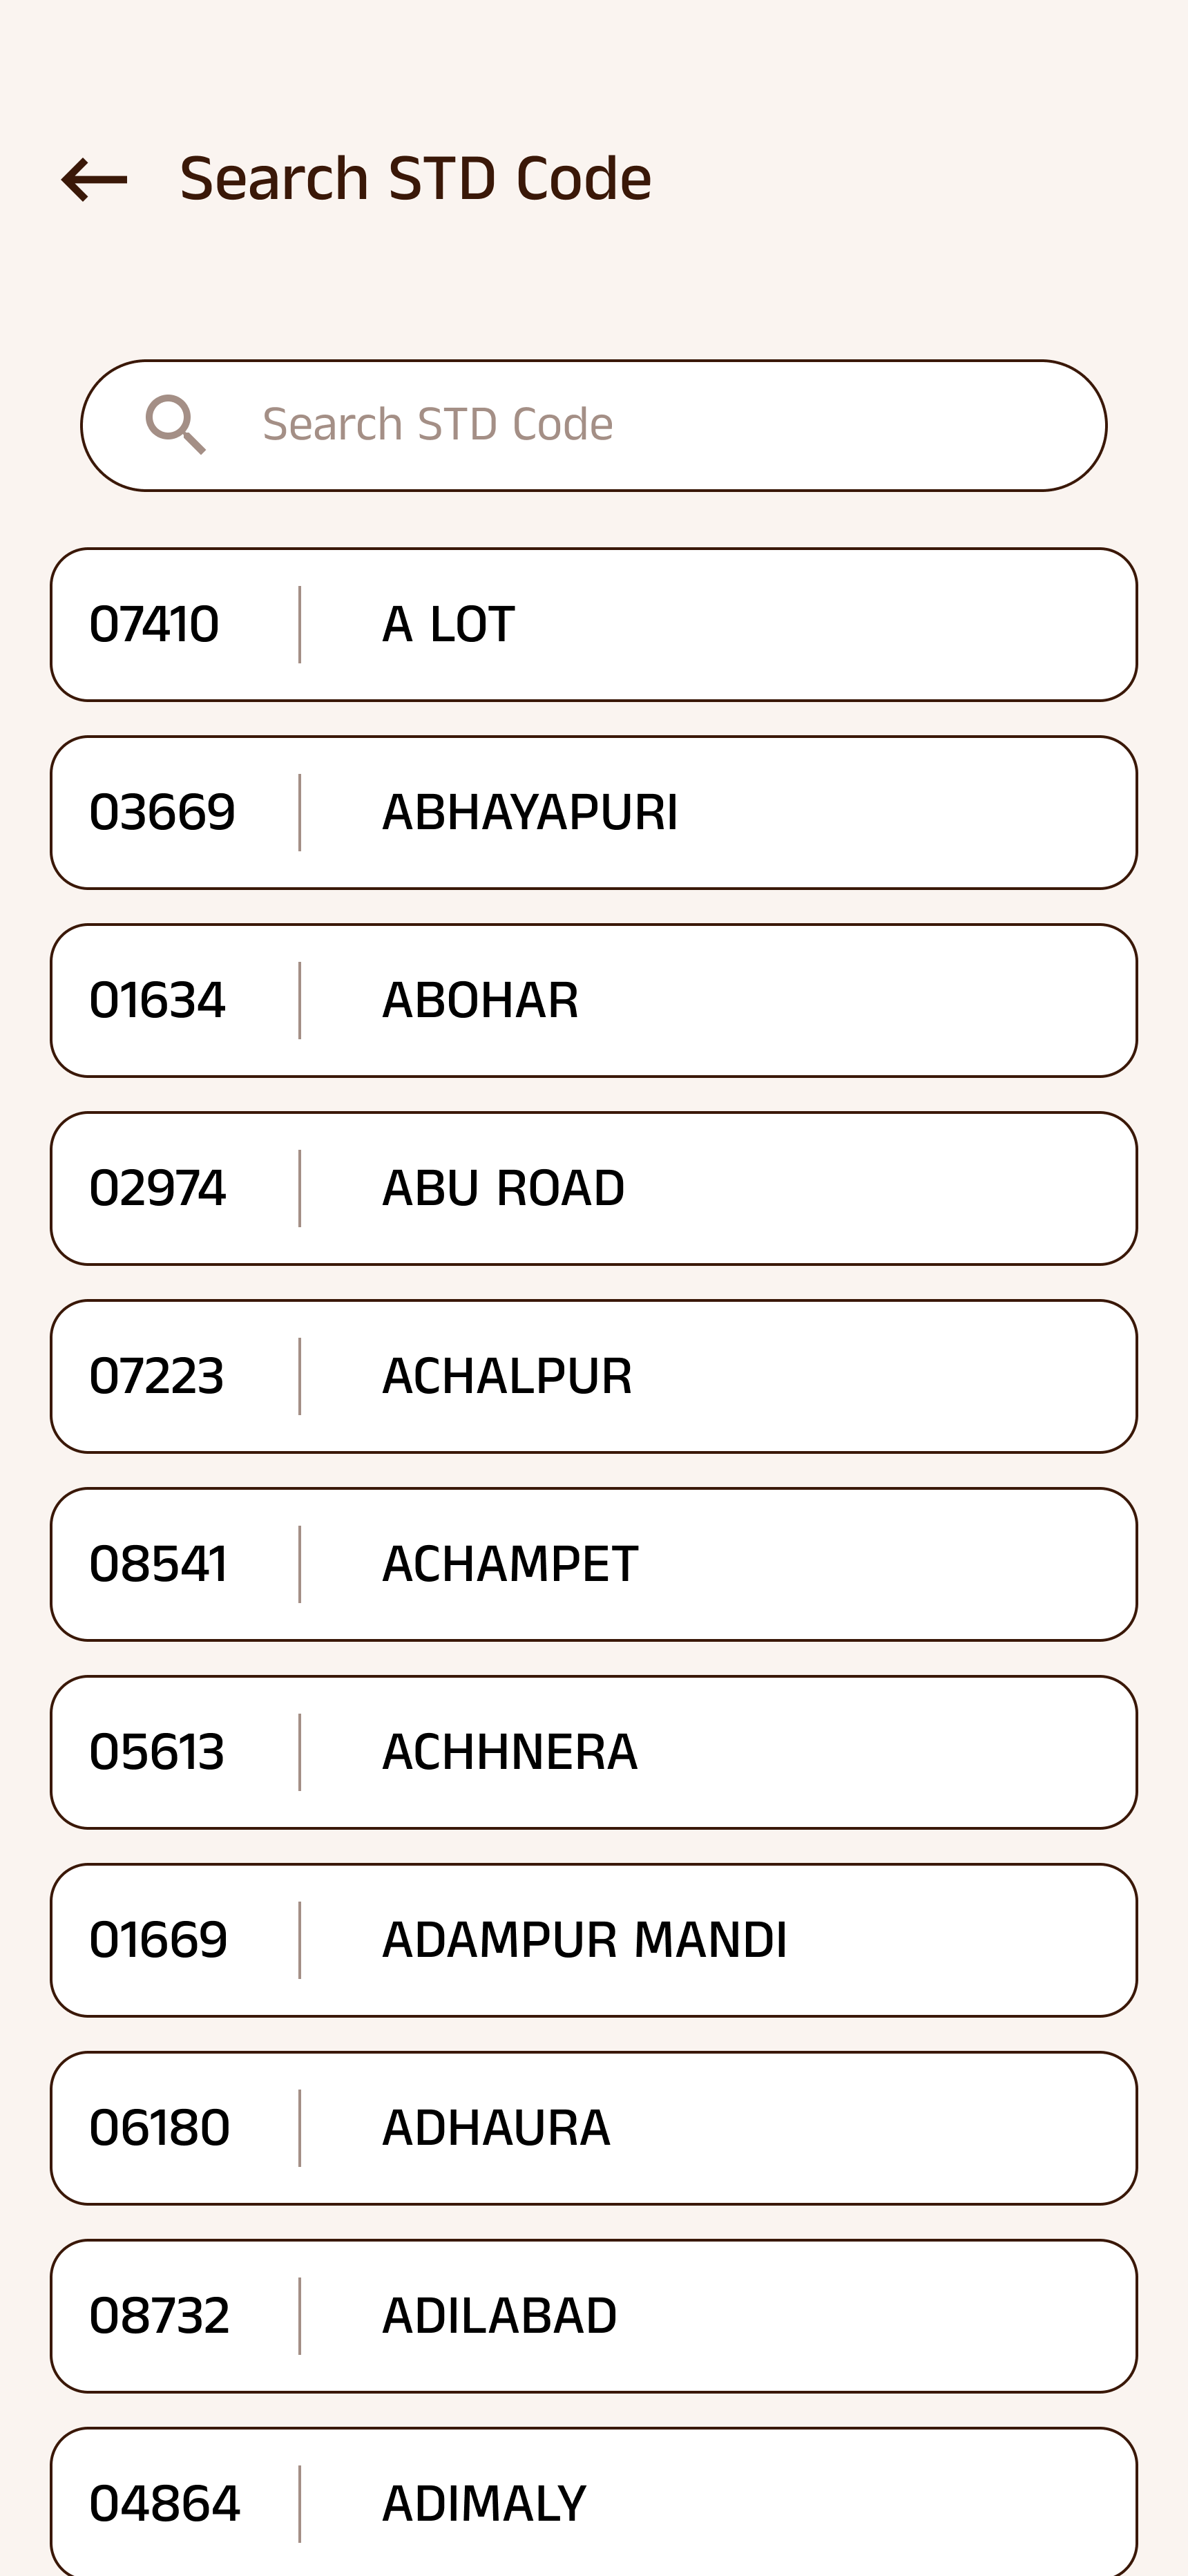 Search STD Code
Search STD Code
07410 A LOT
03669 ABHAYAPURI
01634 ABOHAR
02974 ABU ROAD
07223 ACHALPUR
08541 ACHAMPET
05613 ACHHNERA
01669 ADAMPUR MANDI
06180 ADHAURA
08732 ADILABAD
04864 ADIMALY